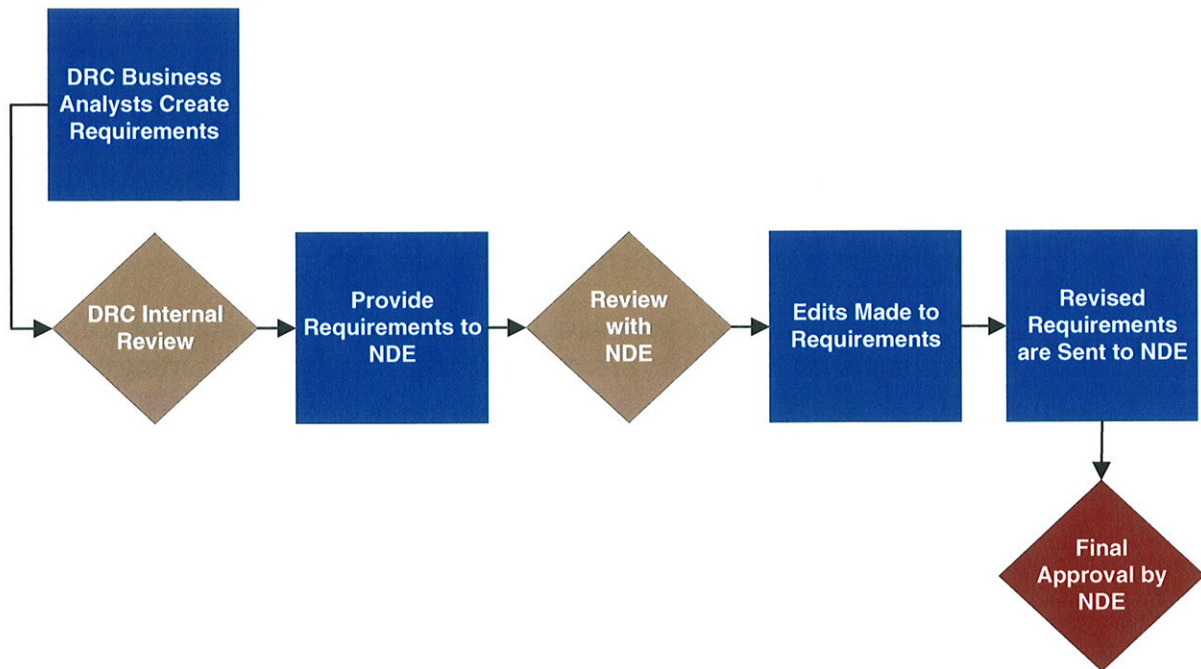 DRC Business
Analysts Create
Requirements
DRC Internal
Review
Provide
Requirements to
NDE
Review
with
NDE
Edits Made to
Requirements
Revised
Requirements
are Sent to NDE
Final
Approval by
NDE